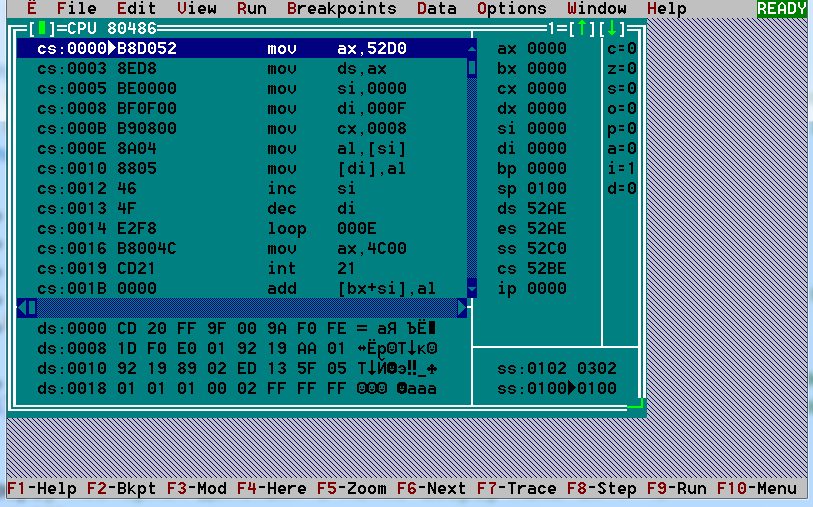 Ё File Edit View Run Breakpoints Data Options Window Help READY
[▮]=CPU 80486 1=[↑][↓]
cs:0000►B8D052 mov ax,52D0 ax 0000 c=0
cs:0003 8ED8 mov ds,ax bx 0000 z=0
cs:0005 BE0000 mov si,0000 cx 0000 s=0
cs:0008 BF0F00 mov di,000F dx 0000 o=0
cs:000B B90800 mov cx,0008 si 0000 p=0
cs:000E 8A04 mov al,[si] di 0000 a=0
cs:0010 8805 mov [di],al bp 0000 i=1
cs:0012 46 inc si sp 0100 d=0
cs:0013 4F dec di ds 52AE
cs:0014 E2F8 loop 000E es 52AE
cs:0016 B8004C mov ax,4C00 ss 52C0
cs:0019 CD21 int 21 cs 52BE
cs:001B 0000 add [bx+si],al ip 0000
ds:0000 CD 20 FF 9F 00 9A F0 FE = аЯ ЪЁ■
ds:0008 1D F0 E0 01 92 19 AA 01 ↔Ёр☺Т↓к☺
ds:0010 92 19 89 02 ED 13 5F 05 Т↓Й☻э‼_♣ ss:0102 0302
ds:0018 01 01 01 00 02 FF FF FF ☺☺☺ ☻ааа ss:0100►0100
F1-Help F2-Bkpt F3-Mod F4-Here F5-Zoom F6-Next F7-Trace F8-Step F9-Run F10-Menu